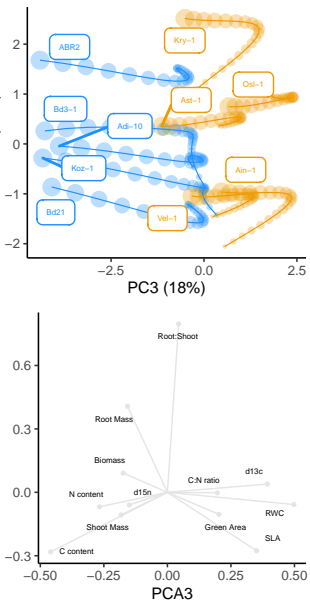 Kry−1
ABR2
2
Osl−1
Ast−1
Bd3−1
1
Adi−10
0
Koz−1
Ain−1
−1
Bd21
Vel−1
−2
−2.5
0.0
2.5
PC3 (18%)
Root:Shoot
0.6
Root Mass
0.3
Biomass
d13c
C:N ratio
N content
d15n
0.0
RWC
Shoot Mass
Green Area
SLA
C content
−0.3
−0.50
−0.25
0.00
0.25
0.50
PCA3